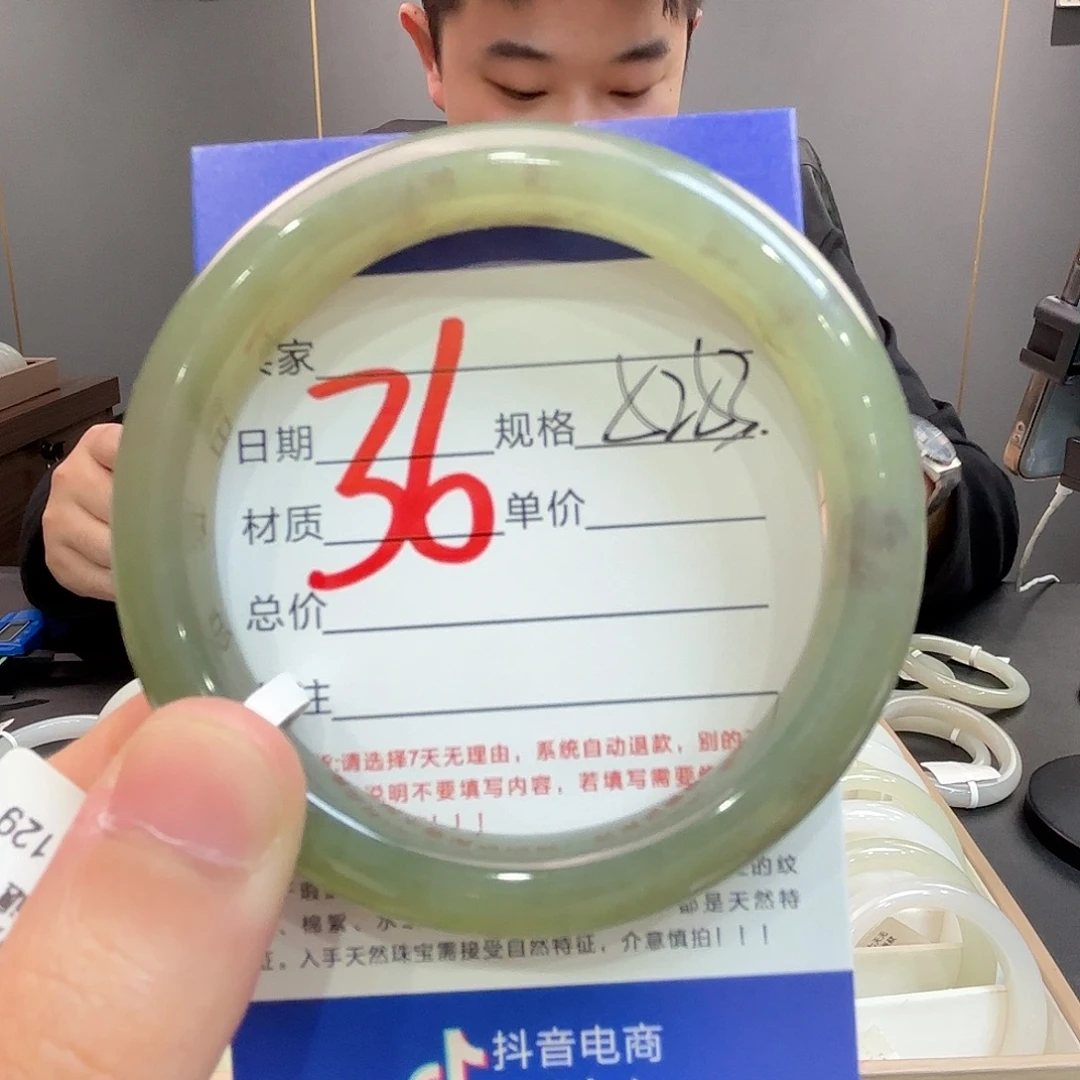 家
日期 规格
36
材质 单价
总价
注
:请选择7天无理由，系统自动退款，别的
说明不要填写内容，若填写需要
！！！
的纹
棉絮、水 都是天然特
征。入手天然珠宝需接受自然特征，介意慎拍！！！
抖音电商
129